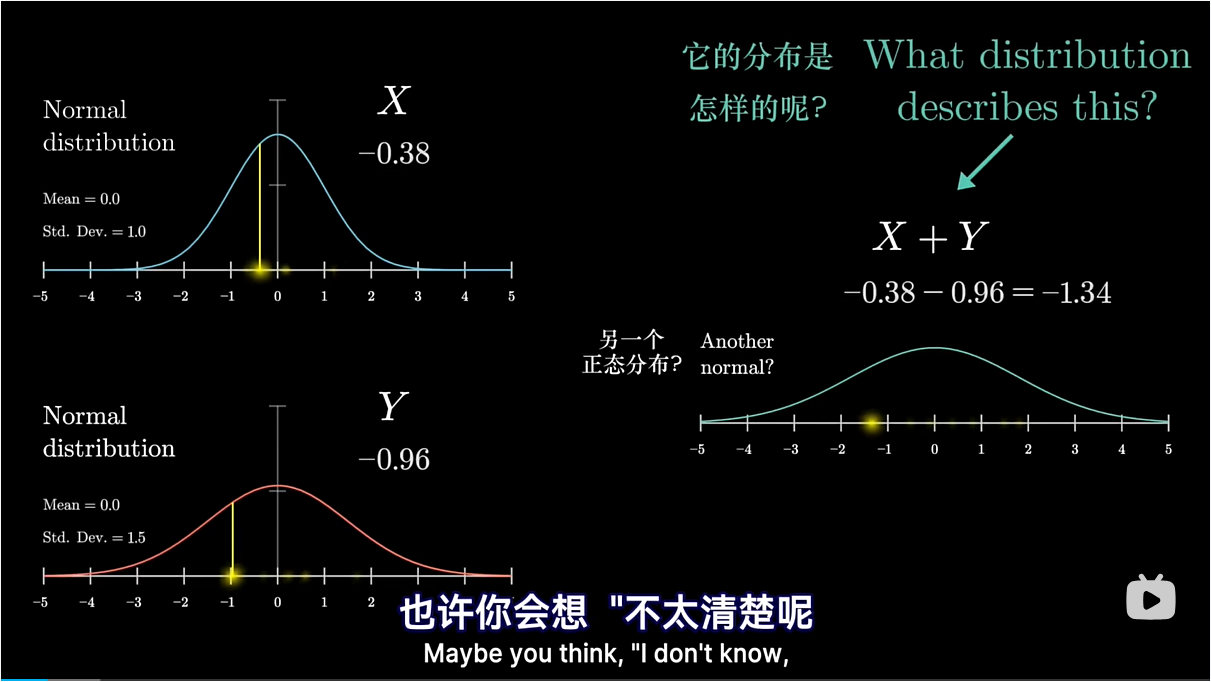 Normal
distribution
Mean = 0.0
Std. Dev. = 1.0
X
−0.38
−5 −4 −3 −2 −1 0 1 2 3 4 5
Normal
distribution
Mean = 0.0
Std. Dev. = 1.5
Y
−0.96
−5 −4 −3 −2 −1 0 1 2
5
它的分布是
怎样的呢?
What distribution
describes this?
X + Y
−0.38 − 0.96 = −1.34
另一个
正态分布?
Another
normal?
−5 −4 −3 −2 −1 0 1 2 3 4 5
也许你会想 "不太清楚呢
Maybe you think, "I don't know,